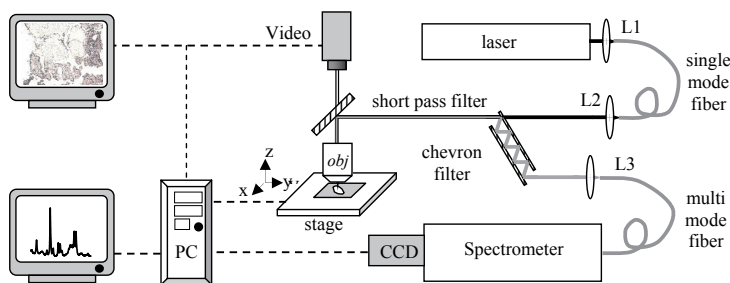 Video
laser
L1
single
mode
fiber
short pass filter
L2
obj
chevron
filter
L3
z
x
y
stage
multi
mode
fiber
PC
CCD
Spectrometer